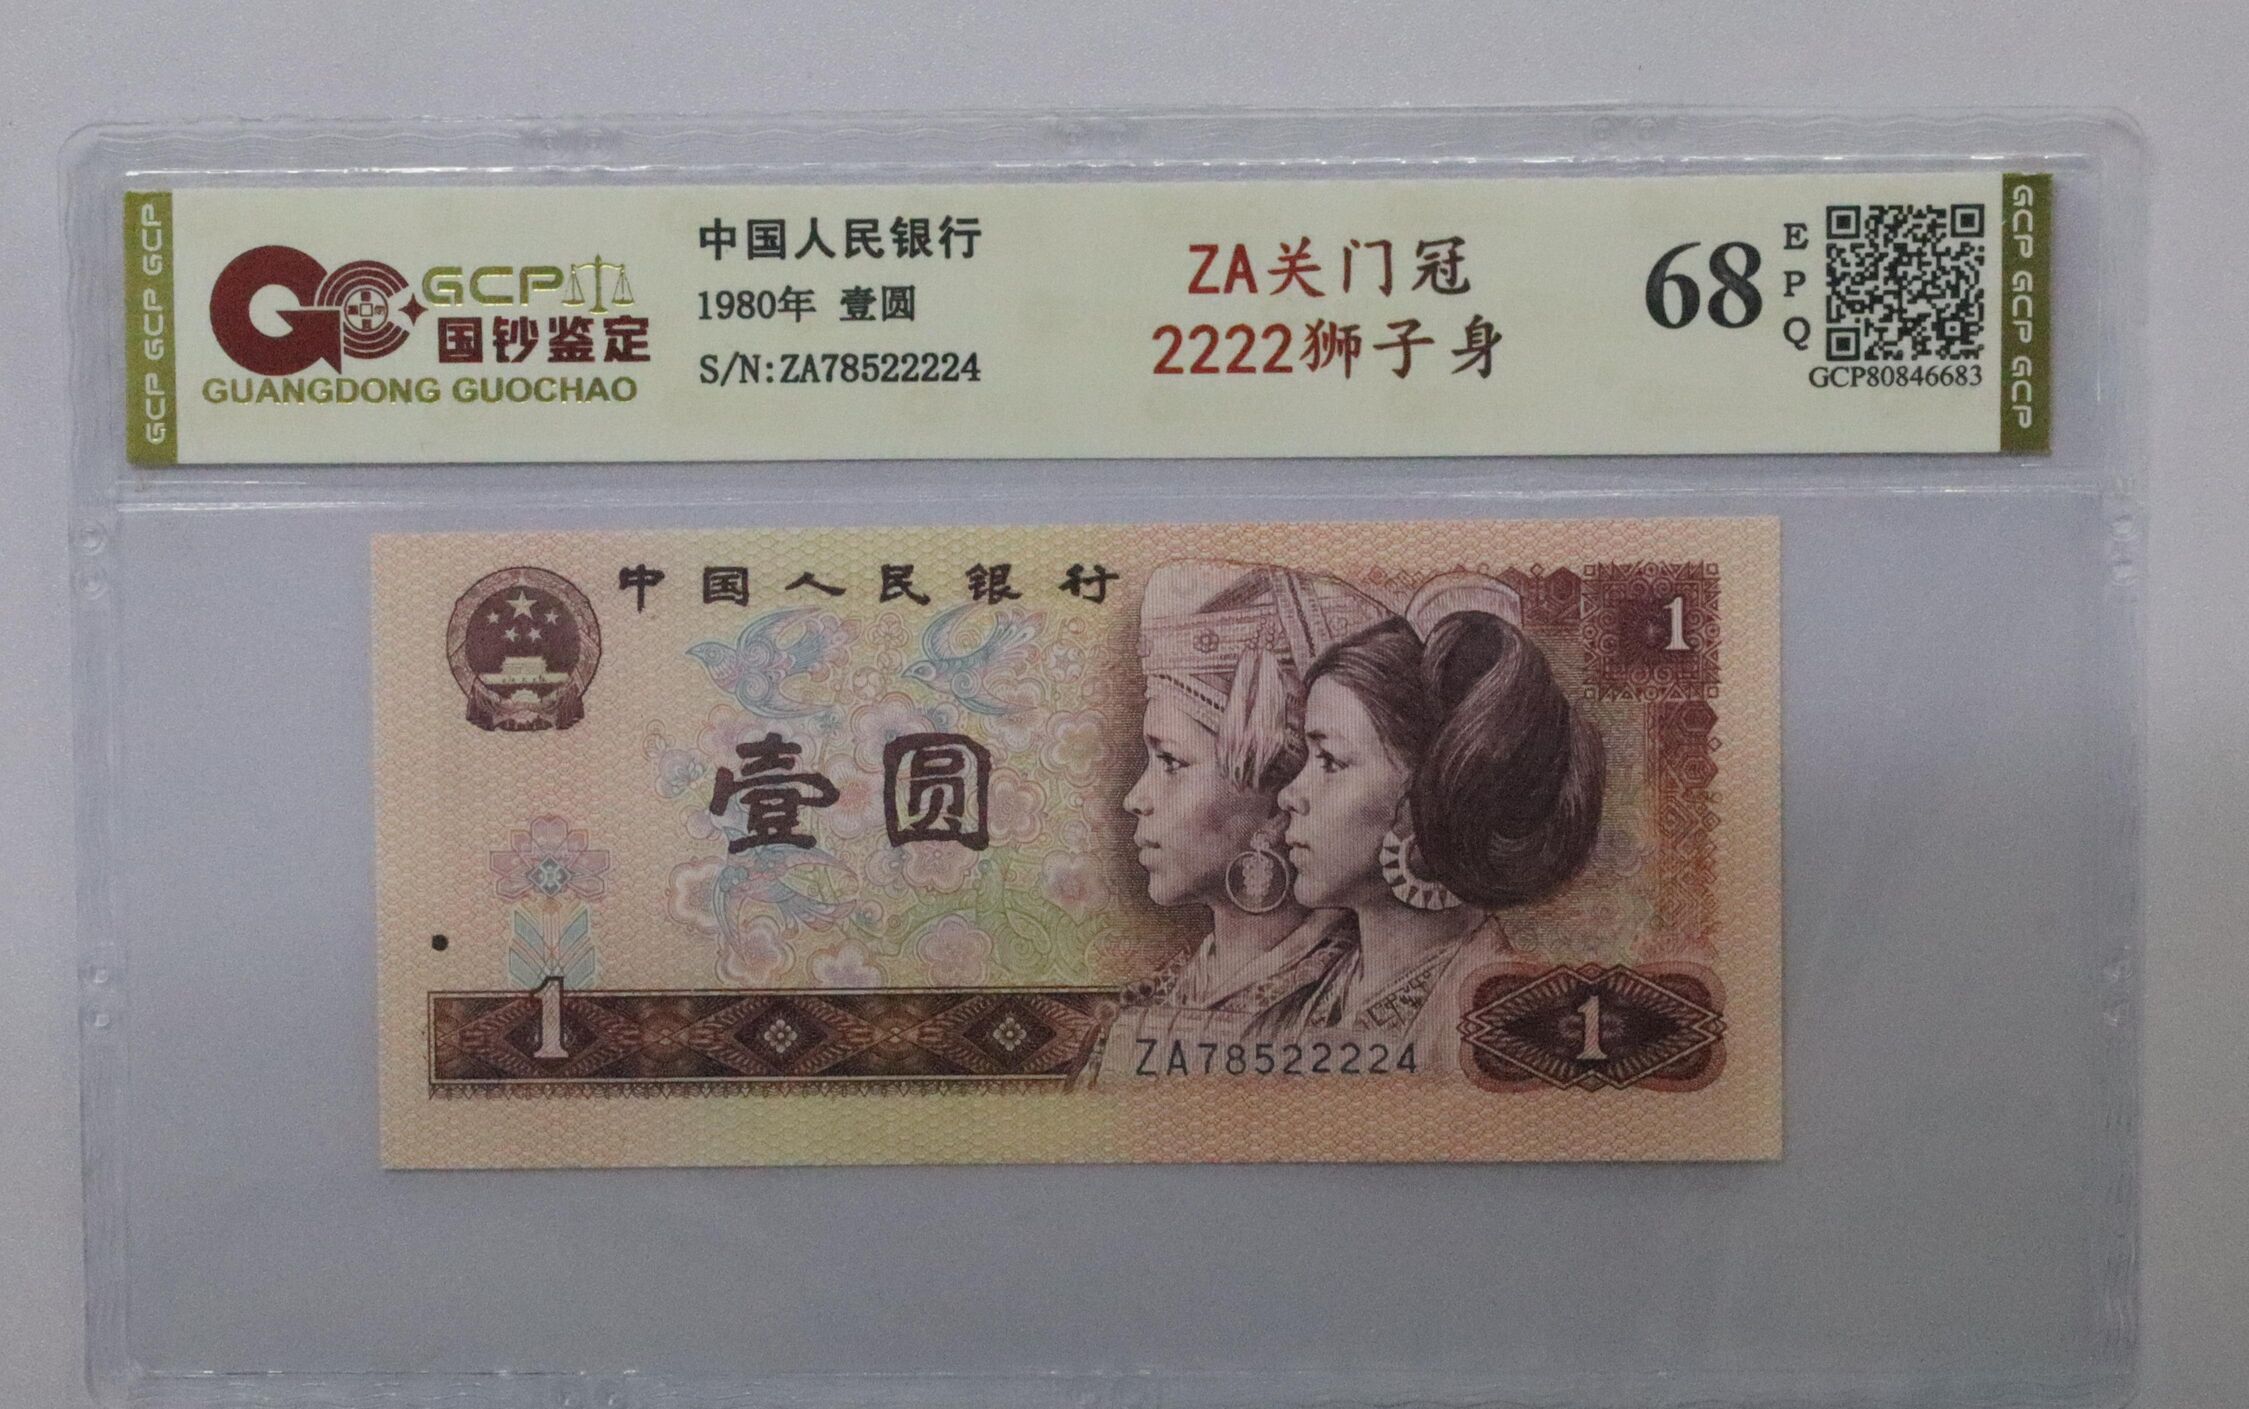 GCP GCP GCP
GCP
国钞鉴定
GUANGDONG GUOCHAO
中国人民银行
1980年 壹圆
S/N:ZA78522224
ZA关门冠
2222狮子身
68
EPQ
GCP80846683
GCP GCP GCP
中国人民银行
1
壹圆
1
ZA78522224
1